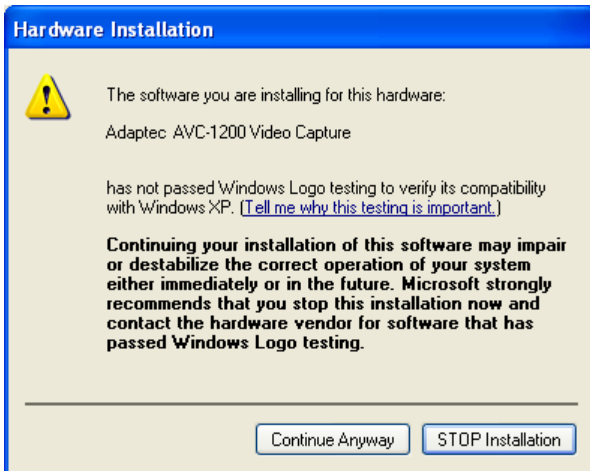 Hardware Installation
The software you are installing for this hardware:
Adaptec AVC-1200 Video Capture
has not passed Windows Logo testing to verify its compatibility
with Windows XP. (Tell me why this testing is important.)
Continuing your installation of this software may impair
or destabilize the correct operation of your system
either immediately or in the future. Microsoft strongly
recommends that you stop this installation now and
contact the hardware vendor for software that has
passed Windows Logo testing.
Continue Anyway
STOP Installation